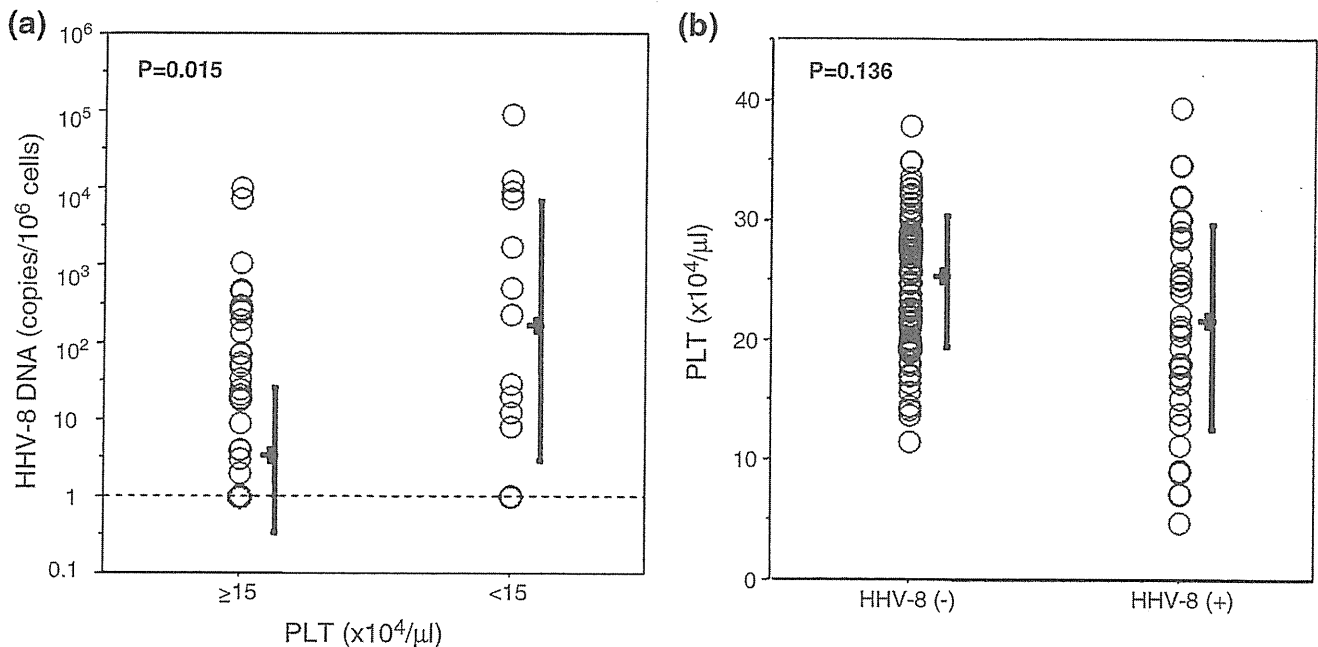 (a)
P=0.015
HHV-8 DNA (copies/10⁶ cells)
10⁶
10⁵
10⁴
10³
10²
10
1
0.1
≥15
<15
PLT (x10⁴/μl)
(b)
P=0.136
PLT (x10⁴/μl)
40
30
20
10
0
HHV-8 (-)
HHV-8 (+)